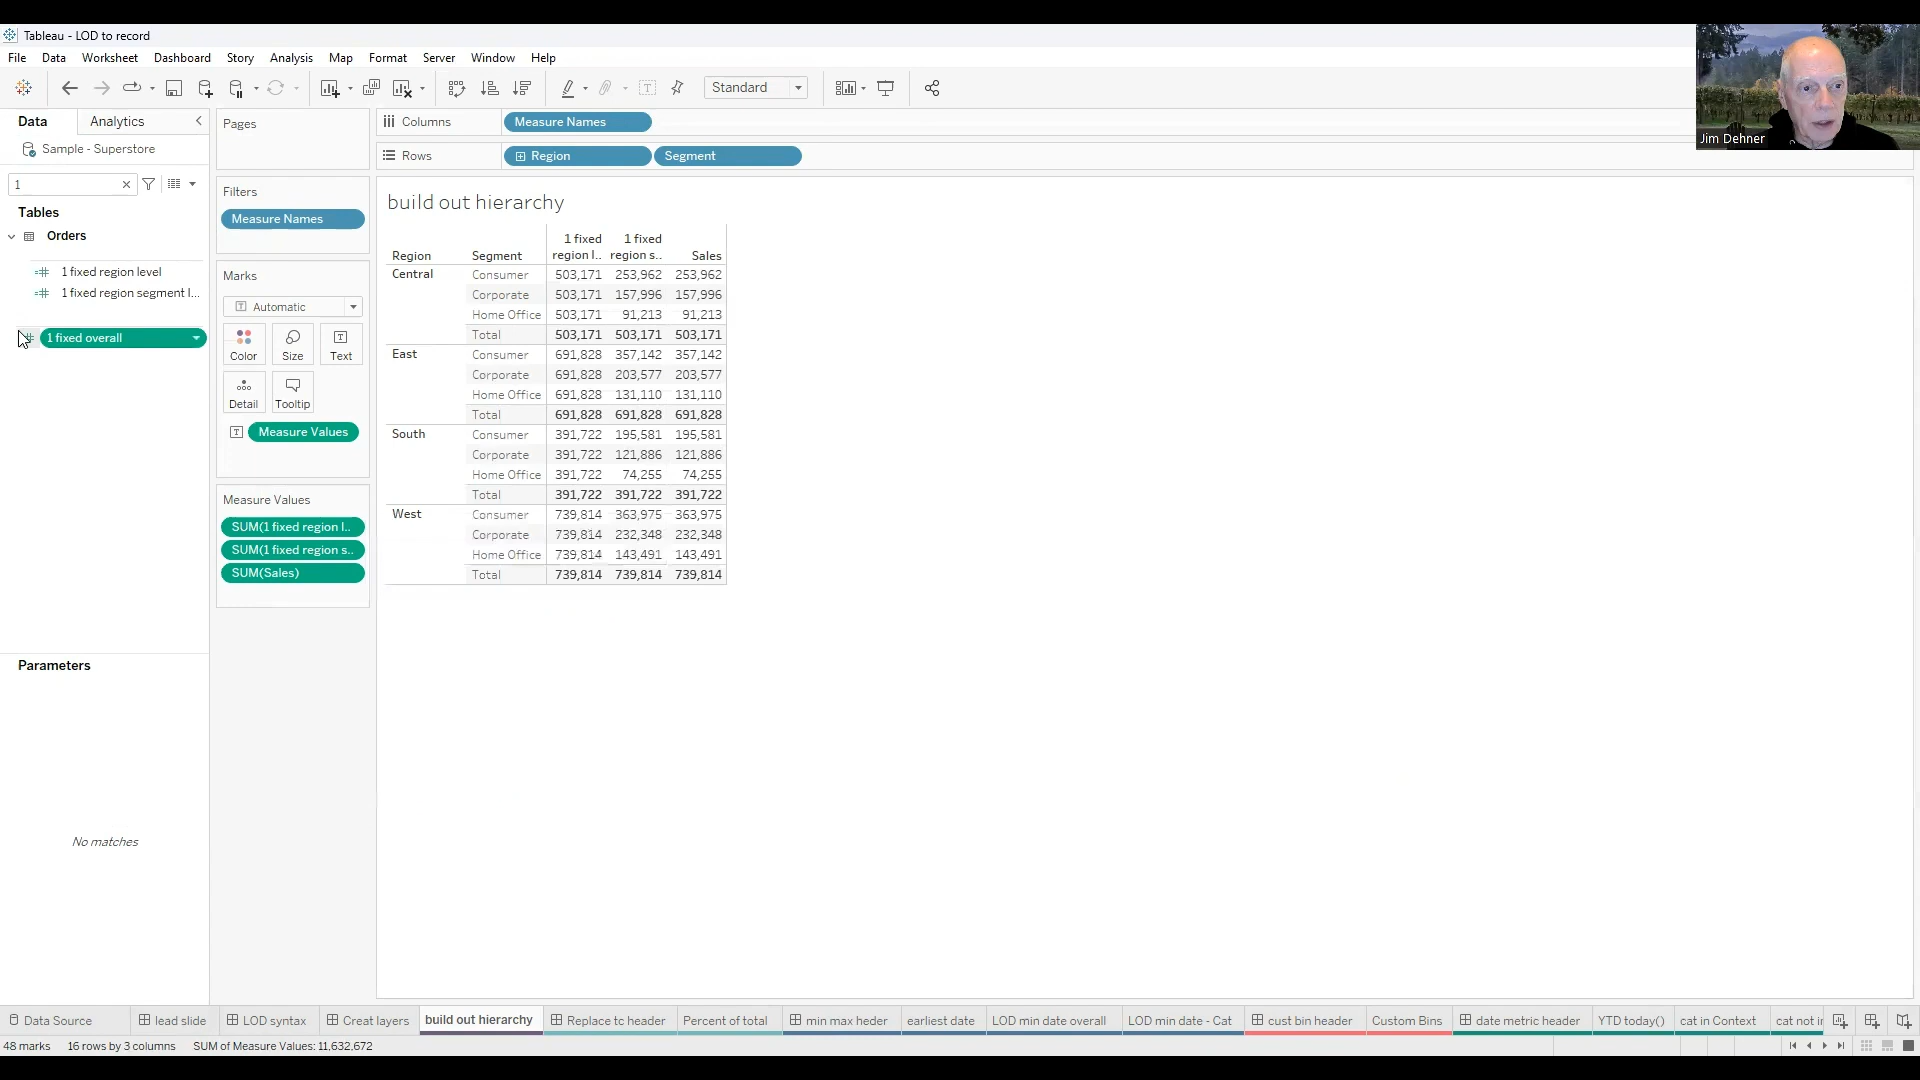 Tableau - LOD to record
File Data Worksheet Dashboard Story Analysis Map Format Server Window Help
Standard
Jim Dehner
Data Analytics
Sample - Superstore
1
Tables
Orders
1 fixed region level
1 fixed region segment l...
1 fixed overall
Parameters
No matches
Pages
Filters
Measure Names
Marks
Automatic
Color Size Text
Detail Tooltip
Measure Values
Measure Values
SUM(1 fixed region l..
SUM(1 fixed region s..
SUM(Sales)
Columns Measure Names
Rows Region Segment
build out hierarchy
1 fixed 1 fixed
Region Segment region l.. region s.. Sales
Central Consumer 503,171 253,962 253,962
Corporate 503,171 157,996 157,996
Home Office 503,171 91,213 91,213
Total 503,171 503,171 503,171
East Consumer 691,828 357,142 357,142
Corporate 691,828 203,577 203,577
Home Office 691,828 131,110 131,110
Total 691,828 691,828 691,828
South Consumer 391,722 195,581 195,581
Corporate 391,722 121,886 121,886
Home Office 391,722 74,255 74,255
Total 391,722 391,722 391,722
West Consumer 739,814 363,975 363,975
Corporate 739,814 232,348 232,348
Home Office 739,814 143,491 143,491
Total 739,814 739,814 739,814
Data Source lead slide LOD syntax Creat layers build out hierarchy Replace tc header Percent of total min max heder earliest date LOD min date overall LOD min date - Cat cust bin header Custom Bins date metric header YTD today() cat in Context cat not in
48 marks 16 rows by 3 columns SUM of Measure Values: 11,632,672